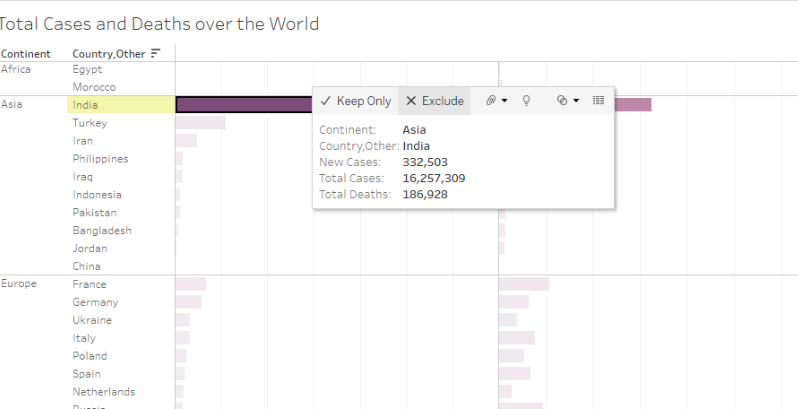 Total Cases and Deaths over the World
Continent Country,Other
Africa Egypt
Morocco
Keep Only Exclude
Asia India
Continent: Asia
Country,Other: India
New Cases: 332,503
Total Cases: 16,257,309
Total Deaths: 186,928
Turkey
Iran
Philippines
Iraq
Indonesia
Pakistan
Bangladesh
Jordan
China
Europe France
Germany
Ukraine
Italy
Poland
Spain
Netherlands
Russia